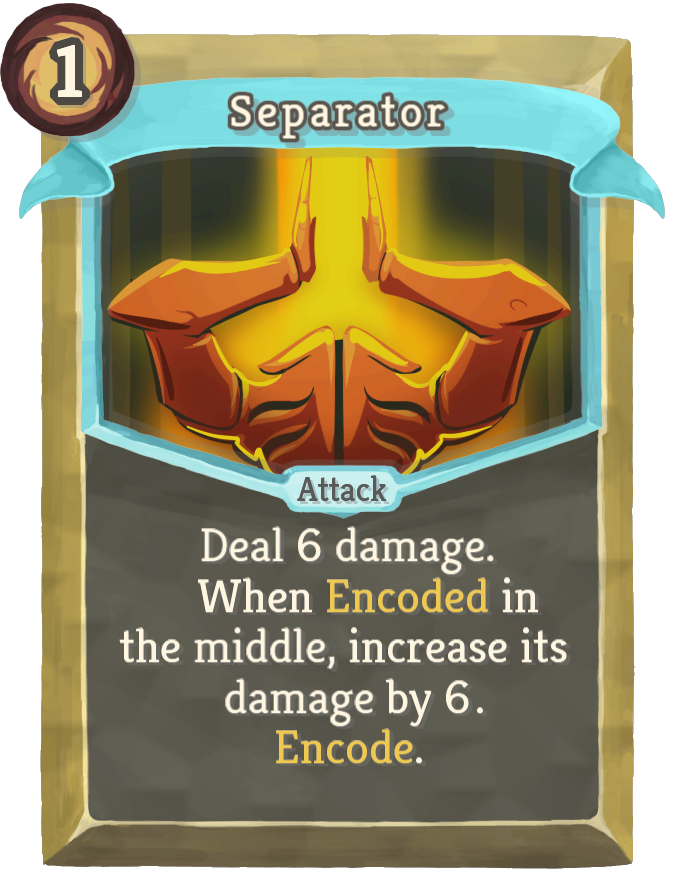 1
Separator
Attack
Deal 6 damage.
When Encoded in
the middle, increase its
damage by 6.
Encode.